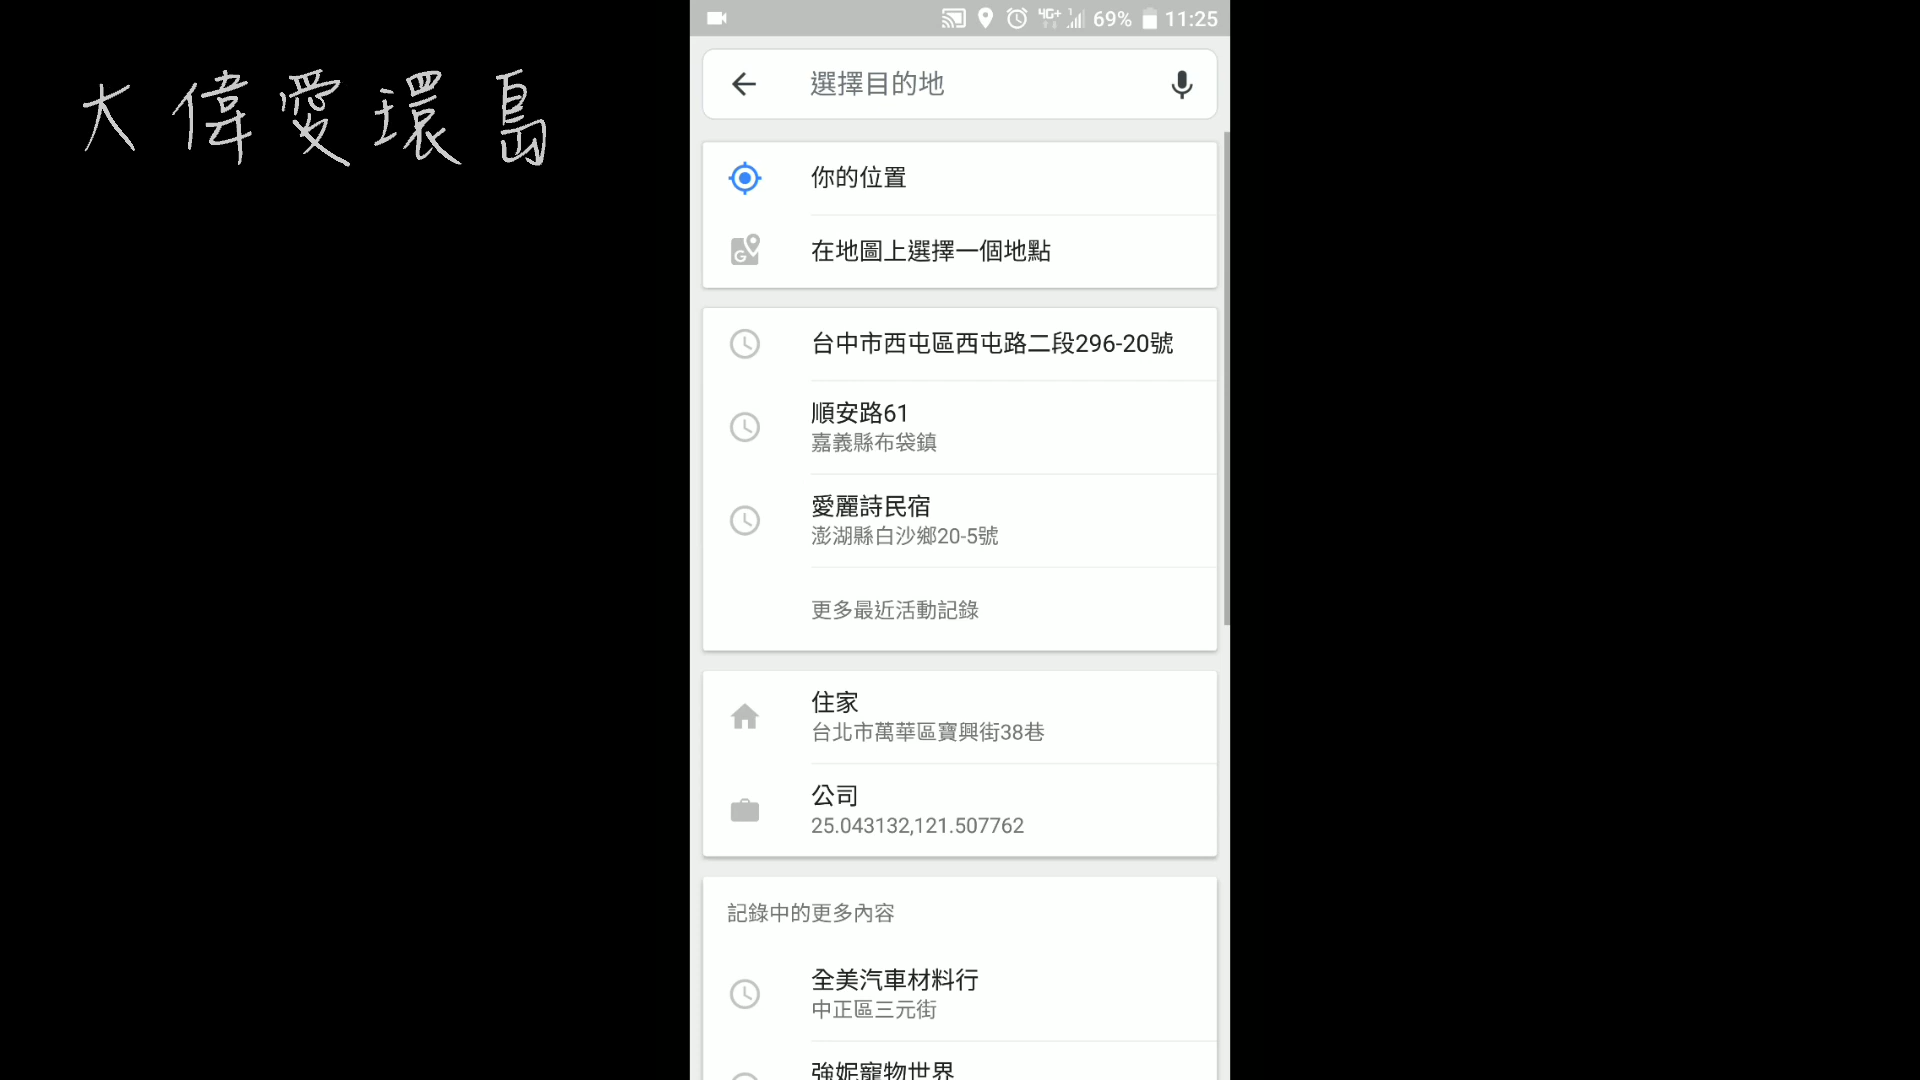 大偉愛環島
4G+ 69% 11:25
選擇目的地
你的位置
在地圖上選擇一個地點
台中市西屯區西屯路二段296-20號
順安路61
嘉義縣布袋鎮
愛麗詩民宿
澎湖縣白沙鄉20-5號
更多最近活動記錄
住家
台北市萬華區寶興街38巷
公司
25.043132,121.507762
記錄中的更多內容
全美汽車材料行
中正區三元街
強妮寵物世界